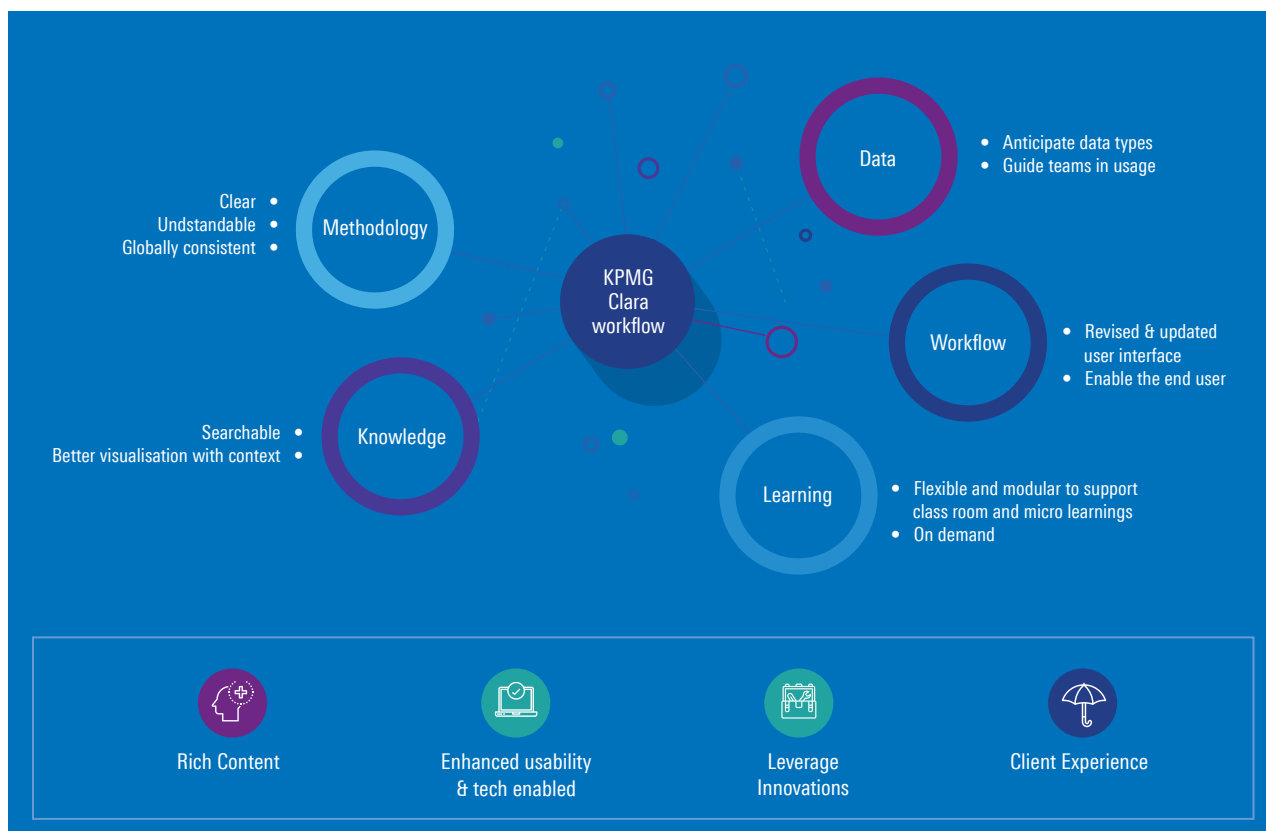 KPMG
Clara
workflow
Methodology
• Clear
• Undstandable
• Globally consistent
Data
• Anticipate data types
• Guide teams in usage
Workflow
• Revised & updated
user interface
• Enable the end user
Knowledge
• Searchable
• Better visualisation with context
Learning
• Flexible and modular to support
class room and micro learnings
• On demand
Rich Content
Enhanced usability
& tech enabled
Leverage
Innovations
Client Experience